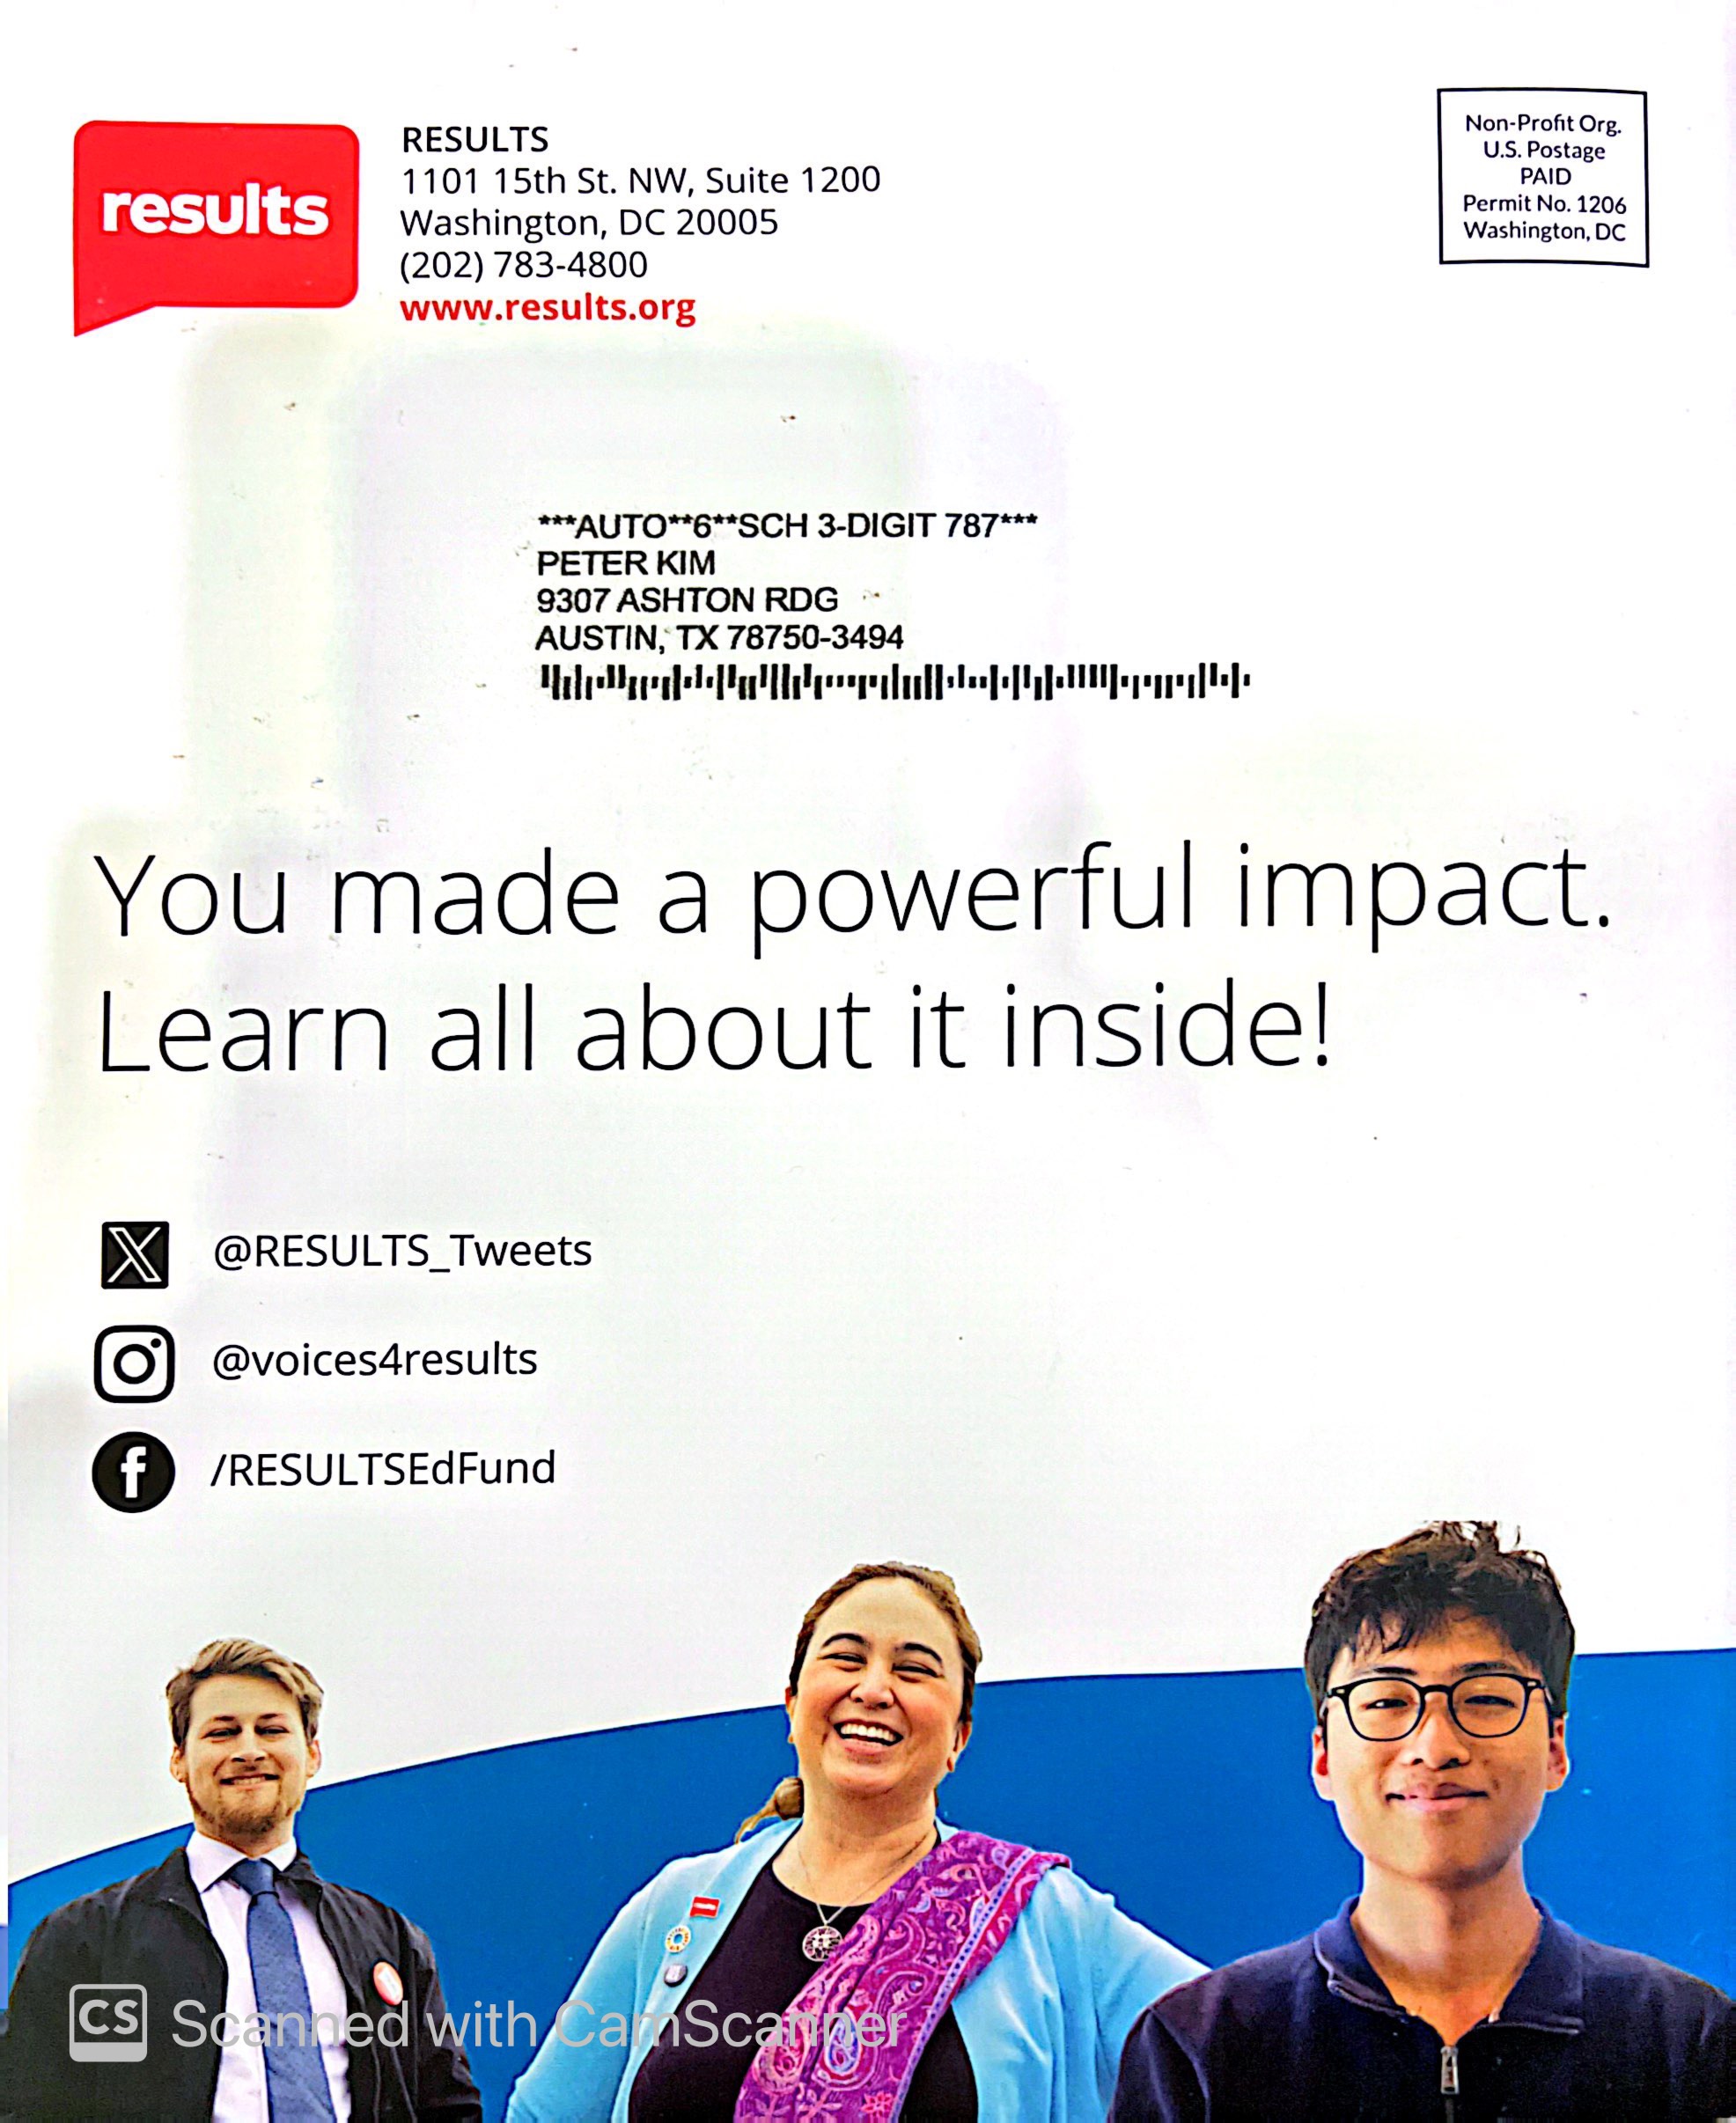 results
RESULTS
1101 15th St. NW, Suite 1200
Washington, DC 20005
(202) 783-4800
www.results.org
Non-Profit Org.
U.S. Postage
PAID
Permit No. 1206
Washington, DC
***AUTO**6**SCH 3-DIGIT 787***
PETER KIM
9307 ASHTON RDG
AUSTIN, TX 78750-3494
You made a powerful impact.
Learn all about it inside!
@RESULTS_Tweets
@voices4results
/RESULTSEdFund
CS Scanned with CamScanner